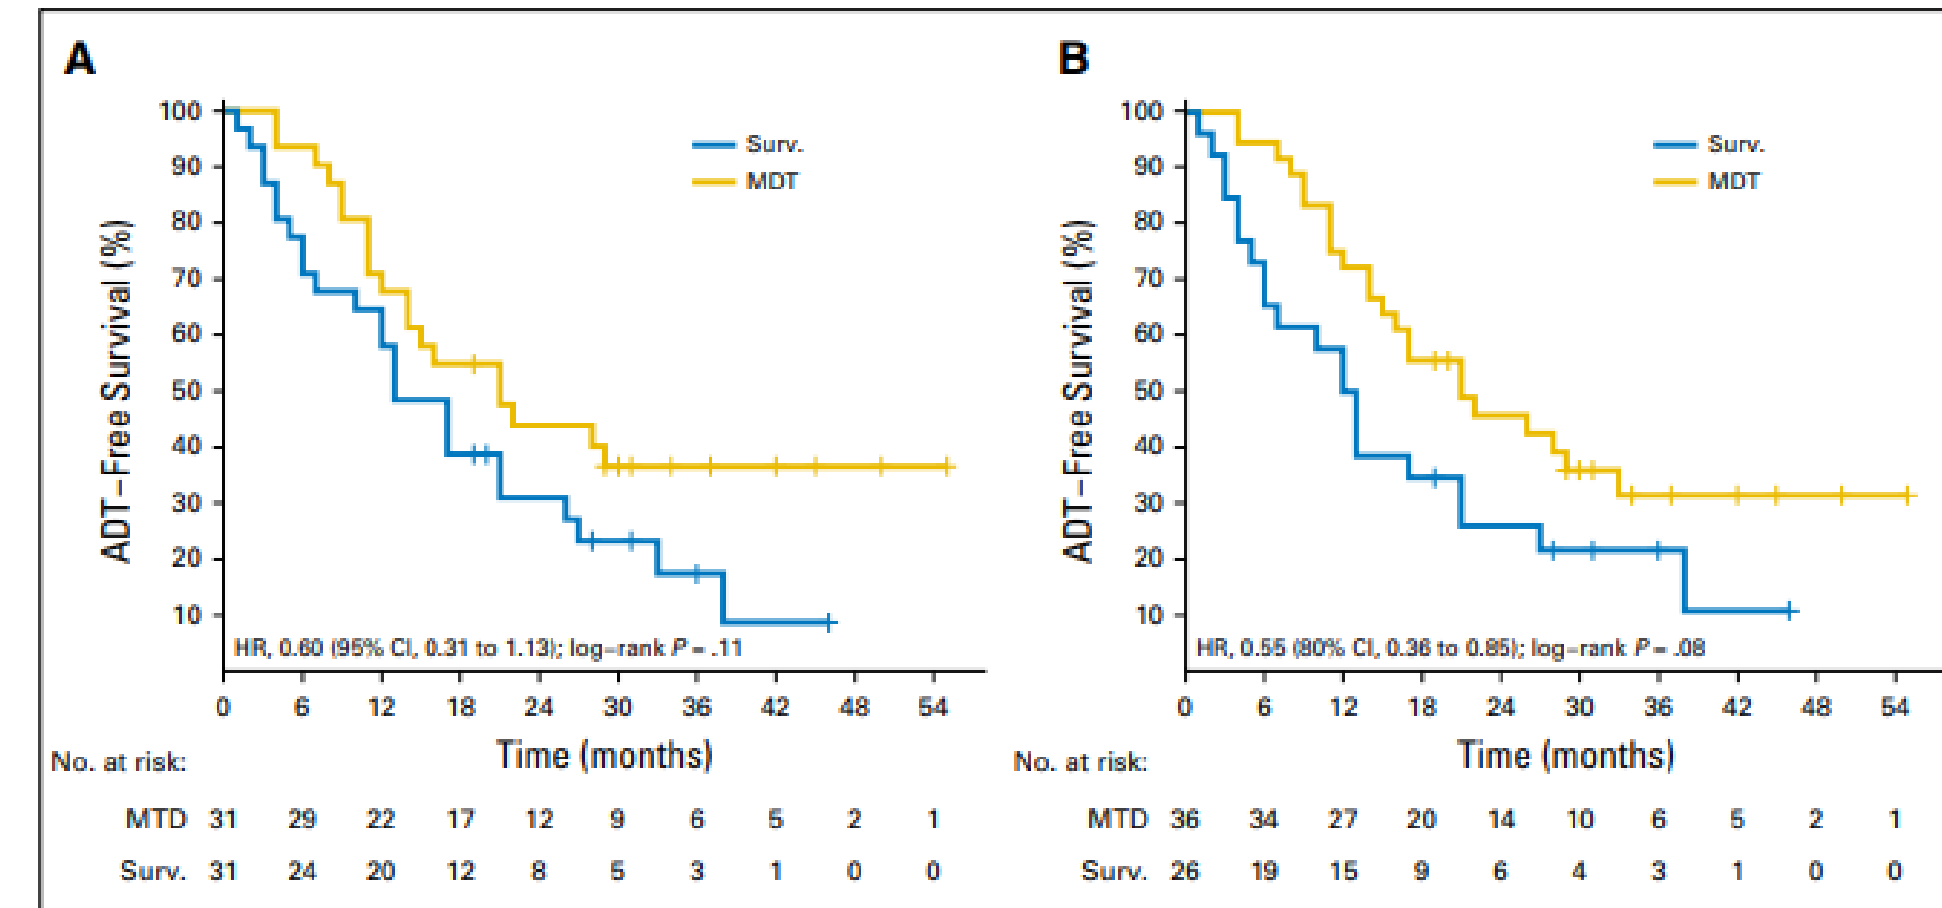 A
100
90
80
70
60
50
40
30
20
10
ADT–Free Survival (%)
Surv.
MDT
HR, 0.60 (95% CI, 0.31 to 1.13); log–rank P = .11
0 6 12 18 24 30 36 42 48 54
Time (months)
No. at risk:
MTD 31 29 22 17 12 9 6 5 2 1
Surv. 31 24 20 12 8 5 3 1 0 0
B
100
90
80
70
60
50
40
30
20
10
ADT–Free Survival (%)
Surv.
MDT
HR, 0.55 (80% CI, 0.36 to 0.85); log–rank P = .08
0 6 12 18 24 30 36 42 48 54
Time (months)
No. at risk:
MTD 36 34 27 20 14 10 6 5 2 1
Surv. 26 19 15 9 6 4 3 1 0 0